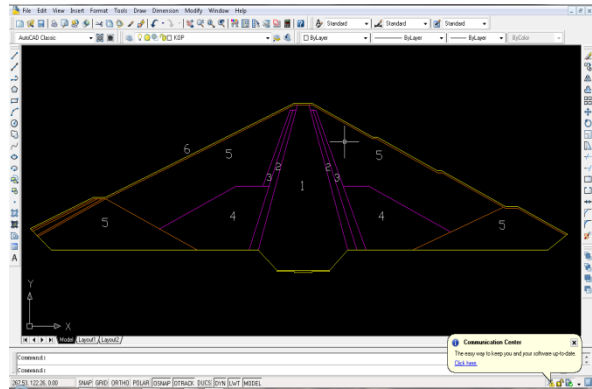 File Edit View Insert Format Tools Draw Dimension Modify Window Help
Standard Standard Standard
AutoCAD Classic KOP ByLayer ByLayer ByLayer ByColor
6 5 5
2 2
3 3
1
4 4
5 5
Y
X
A
Model Layout1 Layout2
Command:
Command:
Communication Center
The easy way to keep you and your software up-to-date.
Click here.
SNAP GRID ORTHO POLAR OSNAP OTRACK DUCS DYN LWT MODEL